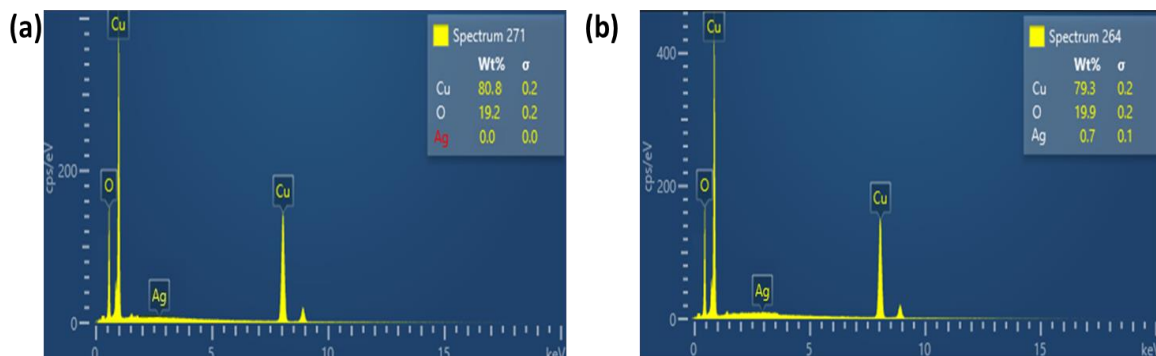 (a)
Cu
Spectrum 271
Wt% σ
Cu 80.8 0.2
O 19.2 0.2
Ag 0.0 0.0
cps/eV
200
O
Cu
Ag
0
0 5 10 15 keV
(b)
400
Cu
Spectrum 264
Wt% σ
Cu 79.3 0.2
O 19.9 0.2
Ag 0.7 0.1
cps/eV
200
O
Cu
Ag
0
0 5 10 15 keV